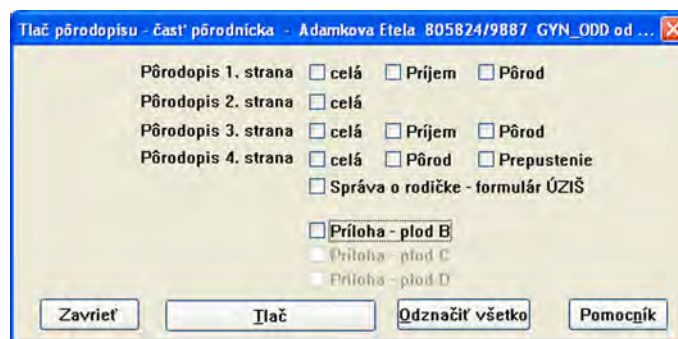 Tlač pôrodopisu - časť pôrodnícka - Adamkova Etela 805824/9887 GYN_ODD od ...
Pôrodopis 1. strana celá Príjem Pôrod
Pôrodopis 2. strana celá
Pôrodopis 3. strana celá Príjem Pôrod
Pôrodopis 4. strana celá Pôrod Prepustenie
Správa o rodičke - formulár ÚZIŠ
Príloha - plod B
Príloha - plod C
Príloha - plod D
Zavrieť Tlač Odznačiť všetko Pomocník